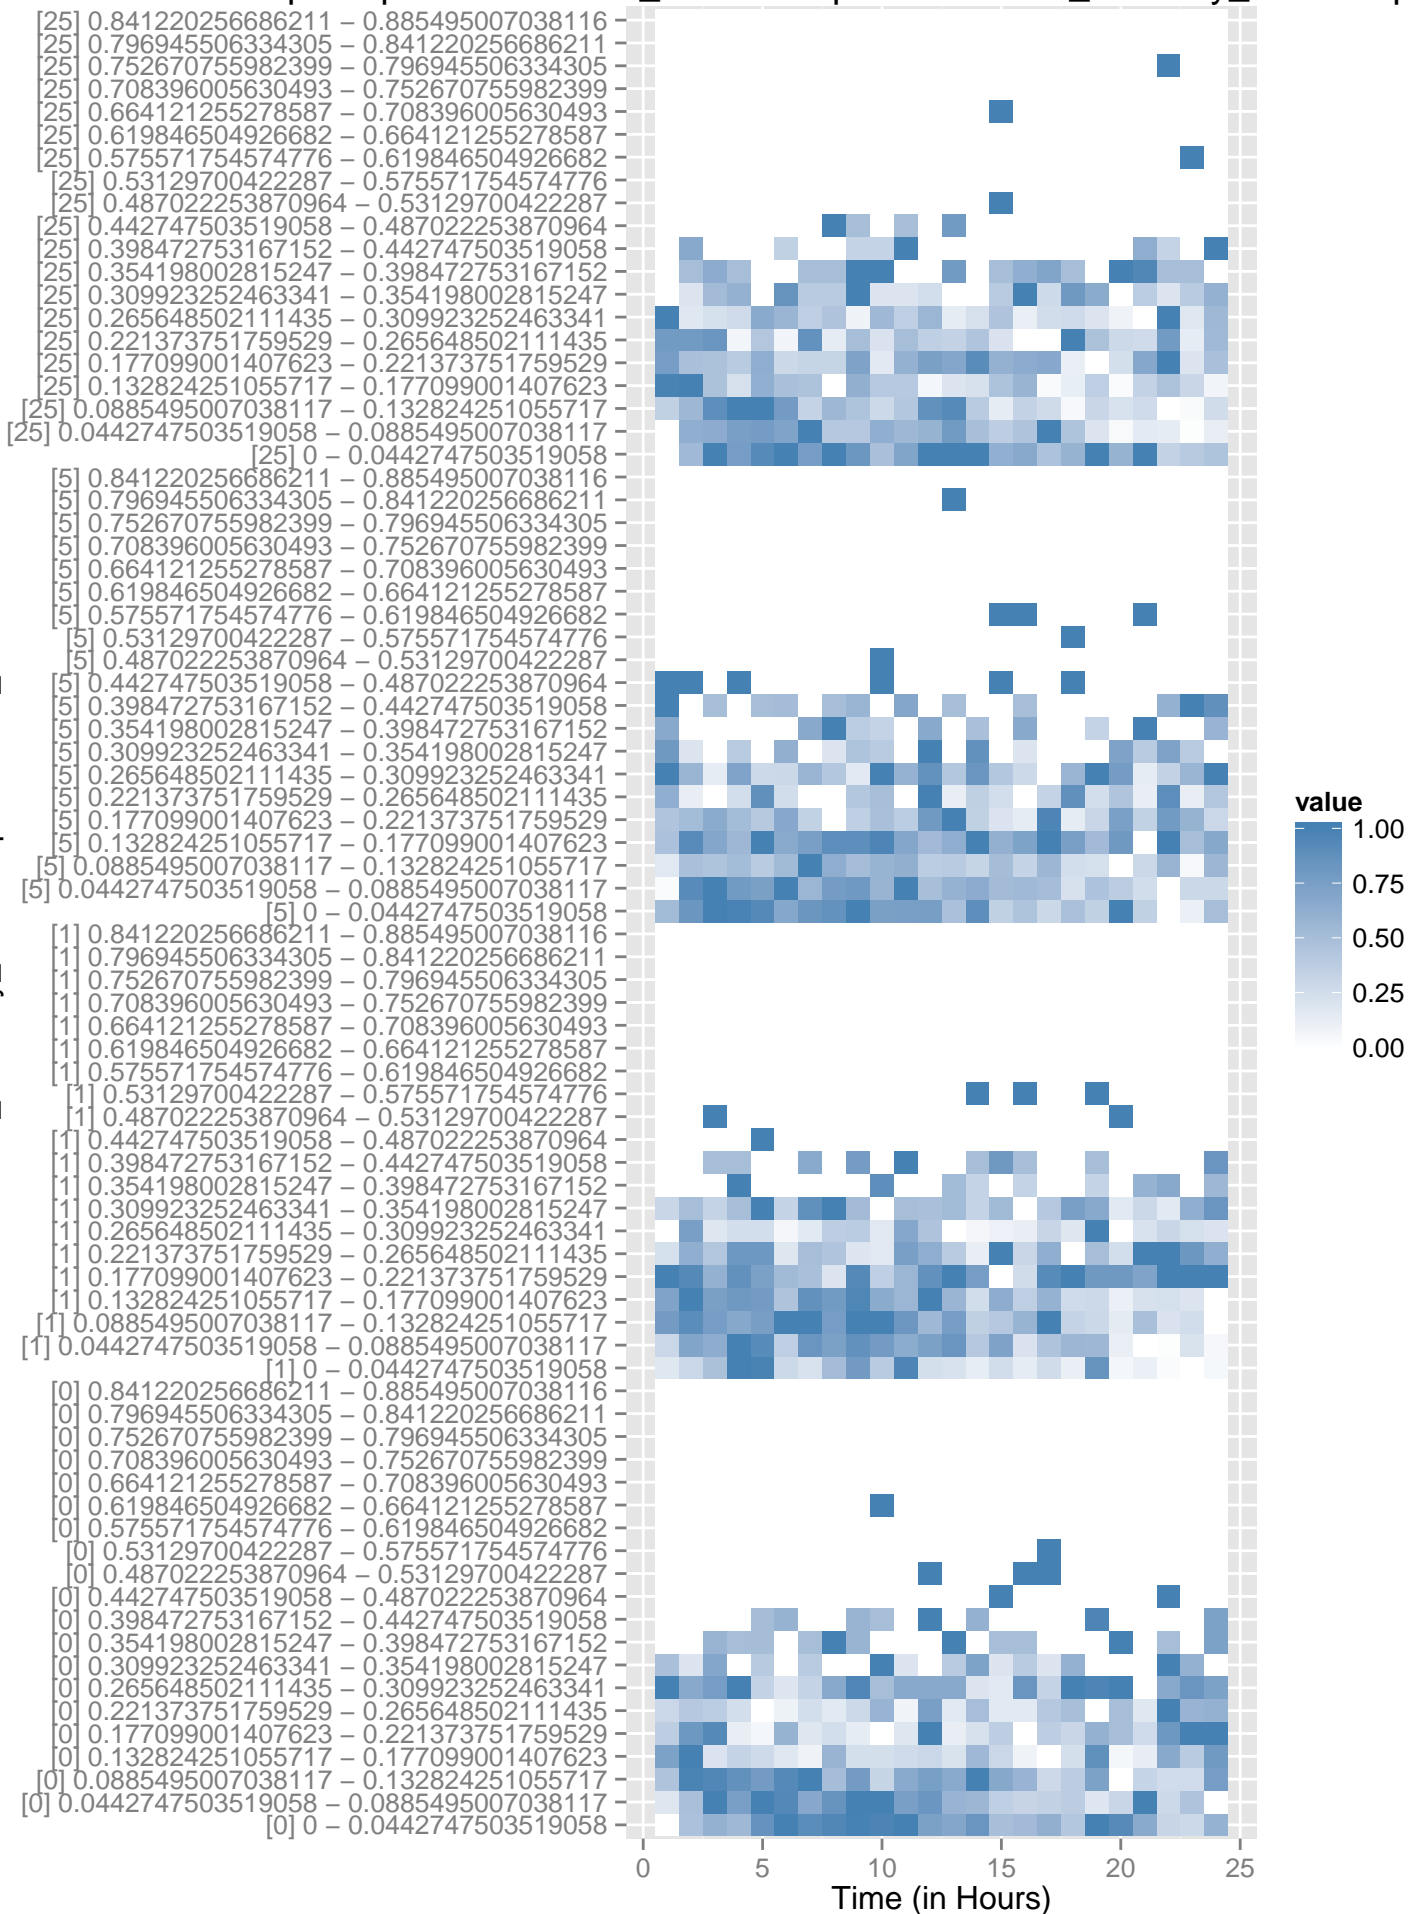 [25] 0.841220256686211 – 0.885495007038116
[25] 0.796945506334305 – 0.841220256686211
[25] 0.752670755982399 – 0.796945506334305
[25] 0.708396005630493 – 0.752670755982399
[25] 0.664121255278587 – 0.708396005630493
[25] 0.619846504926682 – 0.664121255278587
[25] 0.575571754574776 – 0.619846504926682
[25] 0.53129700422287 – 0.575571754574776
[25] 0.487022253870964 – 0.53129700422287
[25] 0.442747503519058 – 0.487022253870964
[25] 0.398472753167152 – 0.442747503519058
[25] 0.354198002815247 – 0.398472753167152
[25] 0.309923252463341 – 0.354198002815247
[25] 0.265648502111435 – 0.309923252463341
[25] 0.221373751759529 – 0.265648502111435
[25] 0.177099001407623 – 0.221373751759529
[25] 0.132824251055717 – 0.177099001407623
[25] 0.0885495007038117 – 0.132824251055717
[25] 0.0442747503519058 – 0.0885495007038117
[25] 0 – 0.0442747503519058
[5] 0.841220256686211 – 0.885495007038116
[5] 0.796945506334305 – 0.841220256686211
[5] 0.752670755982399 – 0.796945506334305
[5] 0.708396005630493 – 0.752670755982399
[5] 0.664121255278587 – 0.708396005630493
[5] 0.619846504926682 – 0.664121255278587
[5] 0.575571754574776 – 0.619846504926682
[5] 0.53129700422287 – 0.575571754574776
[5] 0.487022253870964 – 0.53129700422287
[5] 0.442747503519058 – 0.487022253870964
[5] 0.398472753167152 – 0.442747503519058
[5] 0.354198002815247 – 0.398472753167152
[5] 0.309923252463341 – 0.354198002815247
[5] 0.265648502111435 – 0.309923252463341
[5] 0.221373751759529 – 0.265648502111435
[5] 0.177099001407623 – 0.221373751759529
[5] 0.132824251055717 – 0.177099001407623
[5] 0.0885495007038117 – 0.132824251055717
[5] 0.0442747503519058 – 0.0885495007038117
[5] 0 – 0.0442747503519058
[1] 0.841220256686211 – 0.885495007038116
[1] 0.796945506334305 – 0.841220256686211
[1] 0.752670755982399 – 0.796945506334305
[1] 0.708396005630493 – 0.752670755982399
[1] 0.664121255278587 – 0.708396005630493
[1] 0.619846504926682 – 0.664121255278587
[1] 0.575571754574776 – 0.619846504926682
[1] 0.53129700422287 – 0.575571754574776
[1] 0.487022253870964 – 0.53129700422287
[1] 0.442747503519058 – 0.487022253870964
[1] 0.398472753167152 – 0.442747503519058
[1] 0.354198002815247 – 0.398472753167152
[1] 0.309923252463341 – 0.354198002815247
[1] 0.265648502111435 – 0.309923252463341
[1] 0.221373751759529 – 0.265648502111435
[1] 0.177099001407623 – 0.221373751759529
[1] 0.132824251055717 – 0.177099001407623
[1] 0.0885495007038117 – 0.132824251055717
[1] 0.0442747503519058 – 0.0885495007038117
[1] 0 – 0.0442747503519058
[0] 0.841220256686211 – 0.885495007038116
[0] 0.796945506334305 – 0.841220256686211
[0] 0.752670755982399 – 0.796945506334305
[0] 0.708396005630493 – 0.752670755982399
[0] 0.664121255278587 – 0.708396005630493
[0] 0.619846504926682 – 0.664121255278587
[0] 0.575571754574776 – 0.619846504926682
[0] 0.53129700422287 – 0.575571754574776
[0] 0.487022253870964 – 0.53129700422287
[0] 0.442747503519058 – 0.487022253870964
[0] 0.398472753167152 – 0.442747503519058
[0] 0.354198002815247 – 0.398472753167152
[0] 0.309923252463341 – 0.354198002815247
[0] 0.265648502111435 – 0.309923252463341
[0] 0.221373751759529 – 0.265648502111435
[0] 0.177099001407623 – 0.221373751759529
[0] 0.132824251055717 – 0.177099001407623
[0] 0.0885495007038117 – 0.132824251055717
[0] 0.0442747503519058 – 0.0885495007038117
[0] 0 – 0.0442747503519058
0 5 10 15 20 25
Time (in Hours)
value
1.00
0.75
0.50
0.25
0.00